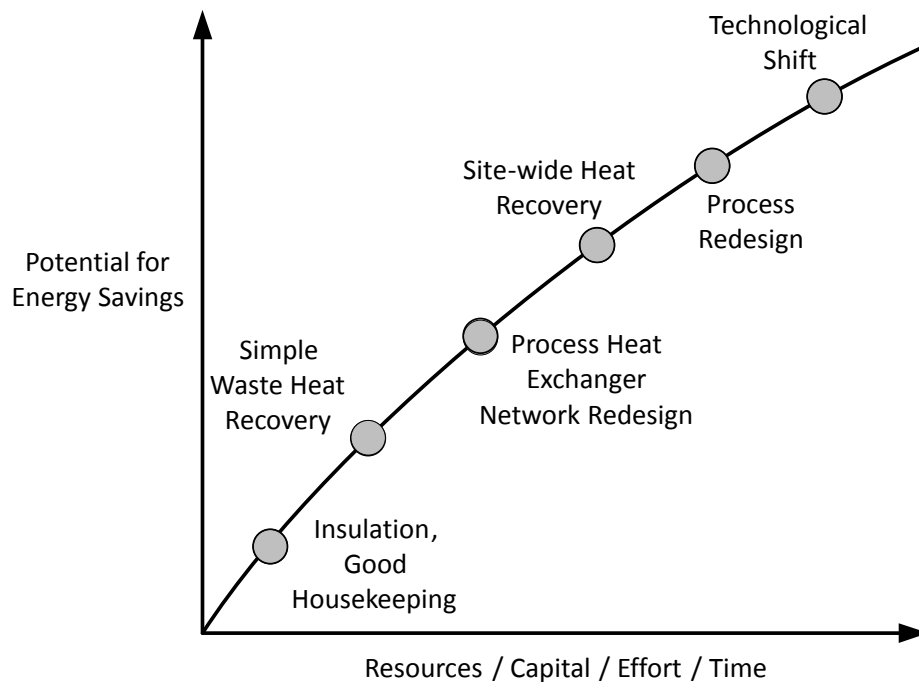 Technological
Shift
Site-wide Heat
Recovery
Process
Redesign
Potential for
Energy Savings
Simple
Waste Heat
Recovery
Process Heat
Exchanger
Network Redesign
Insulation,
Good
Housekeeping
Resources / Capital / Effort / Time